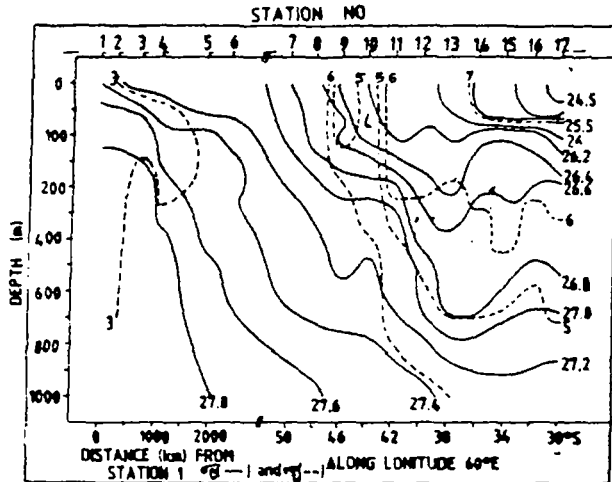 STATION NO
1 2 3 4 5 6 7 8 9 10 11 12 13 14 15 16 17
3 6 5 5 6 7
0
100
200
400
600
800
1000
DEPTH (m)
24.5
25.5
26.2
26.4
26.6
6
26.8
27.0
5
27.2
3
27.8 27.6 27.4
0 1000 2000 50 46 42 38 34 30°S
DISTANCE (km) FROM
STATION 1
ALONG LONITUDE 60°E